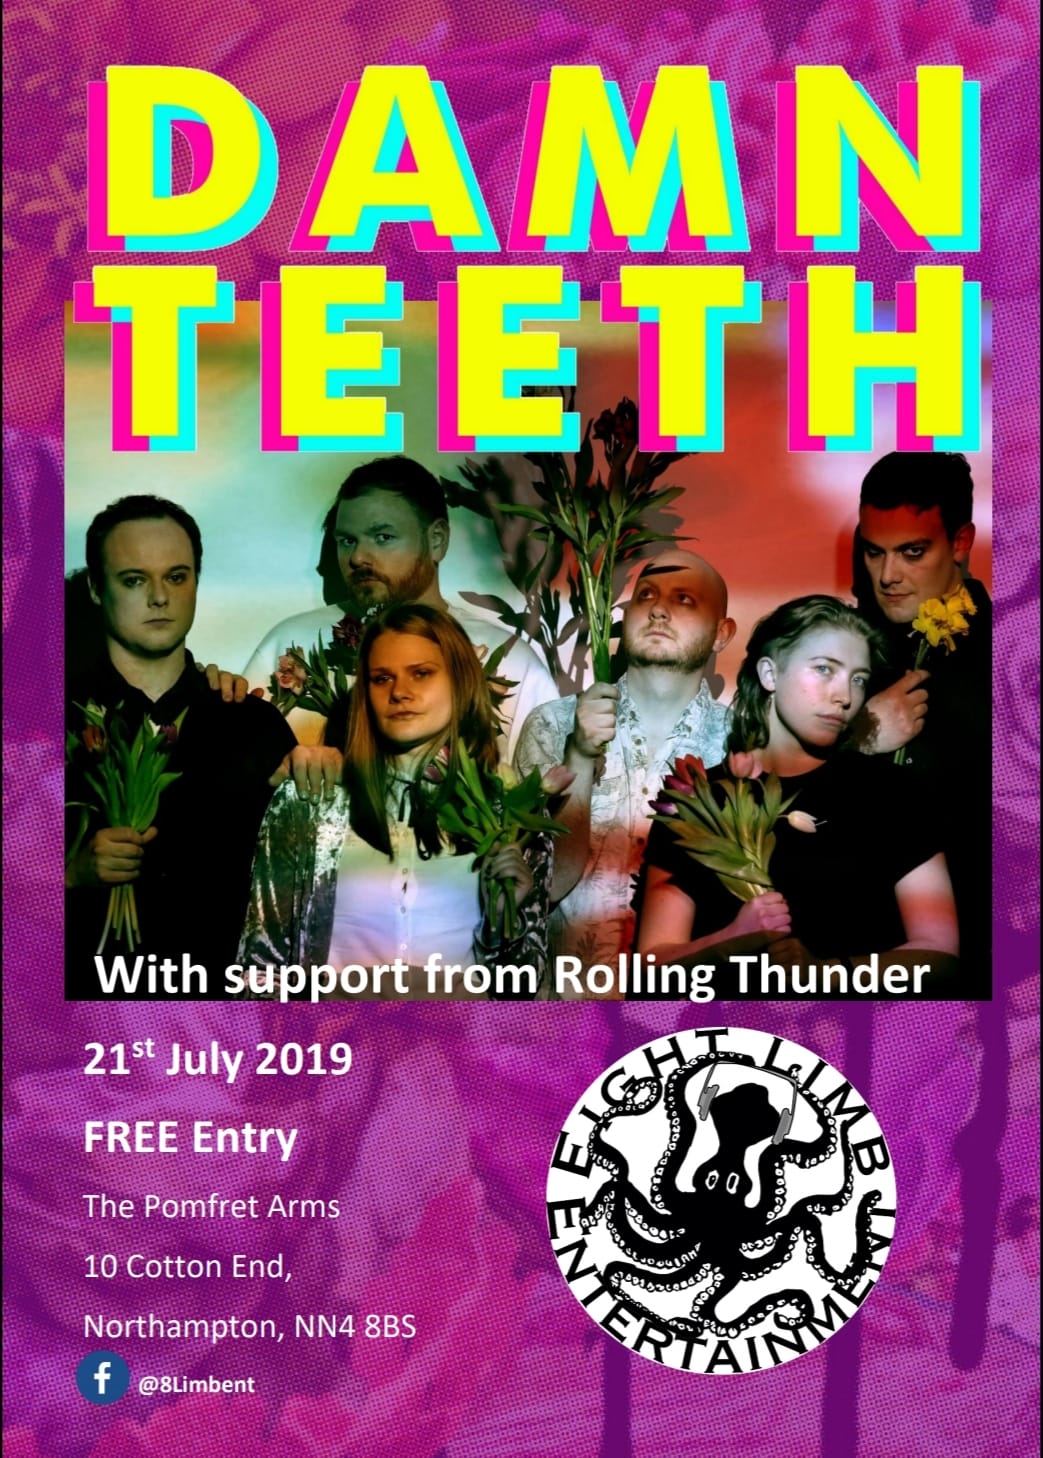 DAMN
TEETH
With support from Rolling Thunder
21st July 2019
FREE Entry
The Pomfret Arms
10 Cotton End,
Northampton, NN4 8BS
f @8Limbent
EIGHT LIMB
ENTERTAINMENT